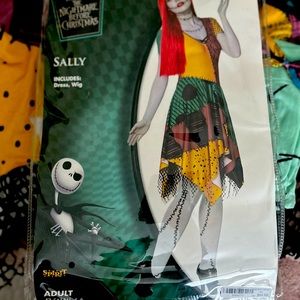 THE
NIGHTMARE
BEFORE
CHRISTMAS
SALLY
INCLUDES:
Dress, Wig
SPIRIT
ADULT